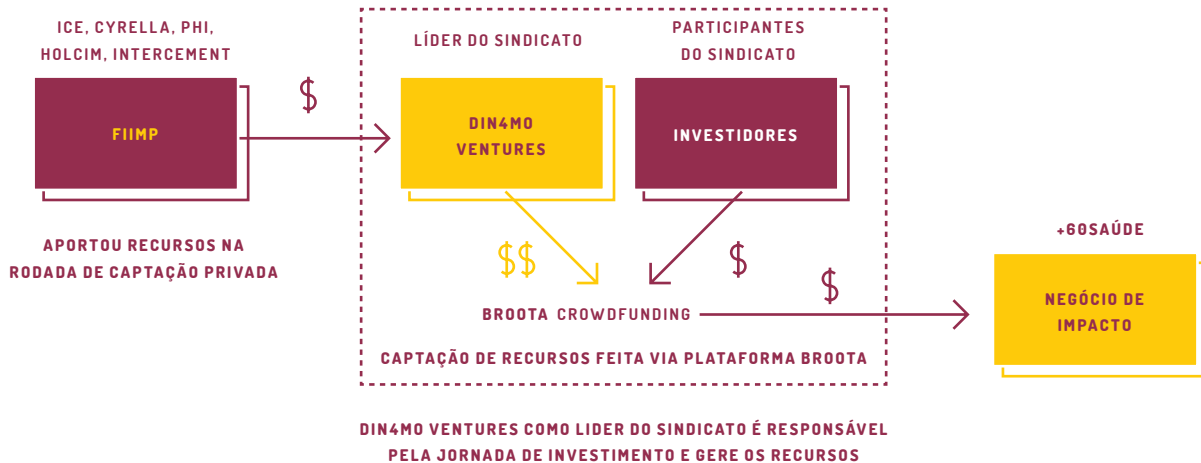 ICE, CYRELLA, PHI,
HOLCIM, INTERCEMENT
FIIMP
$
APORTOU RECURSOS NA
RODADA DE CAPTAÇÃO PRIVADA
LÍDER DO SINDICATO
DIN4MO
VENTURES
PARTICIPANTES
DO SINDICATO
INVESTIDORES
$$
$
BROOTA CROWDFUNDING
$
CAPTAÇÃO DE RECURSOS FEITA VIA PLATAFORMA BROOTA
DIN4MO VENTURES COMO LIDER DO SINDICATO É RESPONSÁVEL
PELA JORNADA DE INVESTIMENTO E GERE OS RECURSOS
+60SAÚDE
NEGÓCIO DE
IMPACTO